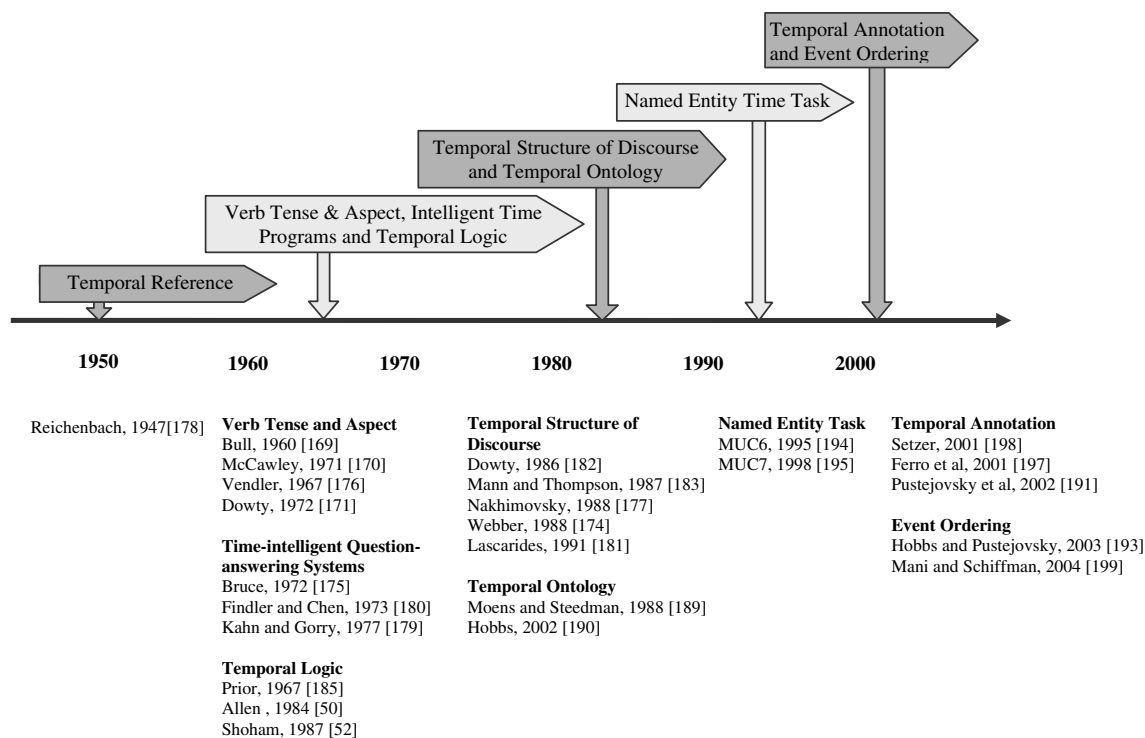 Temporal Annotation
and Event Ordering
Named Entity Time Task
Temporal Structure of Discourse
and Temporal Ontology
Verb Tense & Aspect, Intelligent Time
Programs and Temporal Logic
Temporal Reference
1950
1960
1970
1980
1990
2000
Reichenbach, 1947[178]
Verb Tense and Aspect
Bull, 1960 [169]
McCawley, 1971 [170]
Vendler, 1967 [176]
Dowty, 1972 [171]
Time-intelligent Question-
answering Systems
Bruce, 1972 [175]
Findler and Chen, 1973 [180]
Kahn and Gorry, 1977 [179]
Temporal Logic
Prior, 1967 [185]
Allen , 1984 [50]
Shoham, 1987 [52]
Temporal Structure of
Discourse
Dowty, 1986 [182]
Mann and Thompson, 1987 [183]
Nakhimovsky, 1988 [177]
Webber, 1988 [174]
Lascarides, 1991 [181]
Temporal Ontology
Moens and Steedman, 1988 [189]
Hobbs, 2002 [190]
Named Entity Task
MUC6, 1995 [194]
MUC7, 1998 [195]
Temporal Annotation
Setzer, 2001 [198]
Ferro et al, 2001 [197]
Pustejovsky et al, 2002 [191]
Event Ordering
Hobbs and Pustejovsky, 2003 [193]
Mani and Schiffman, 2004 [199]